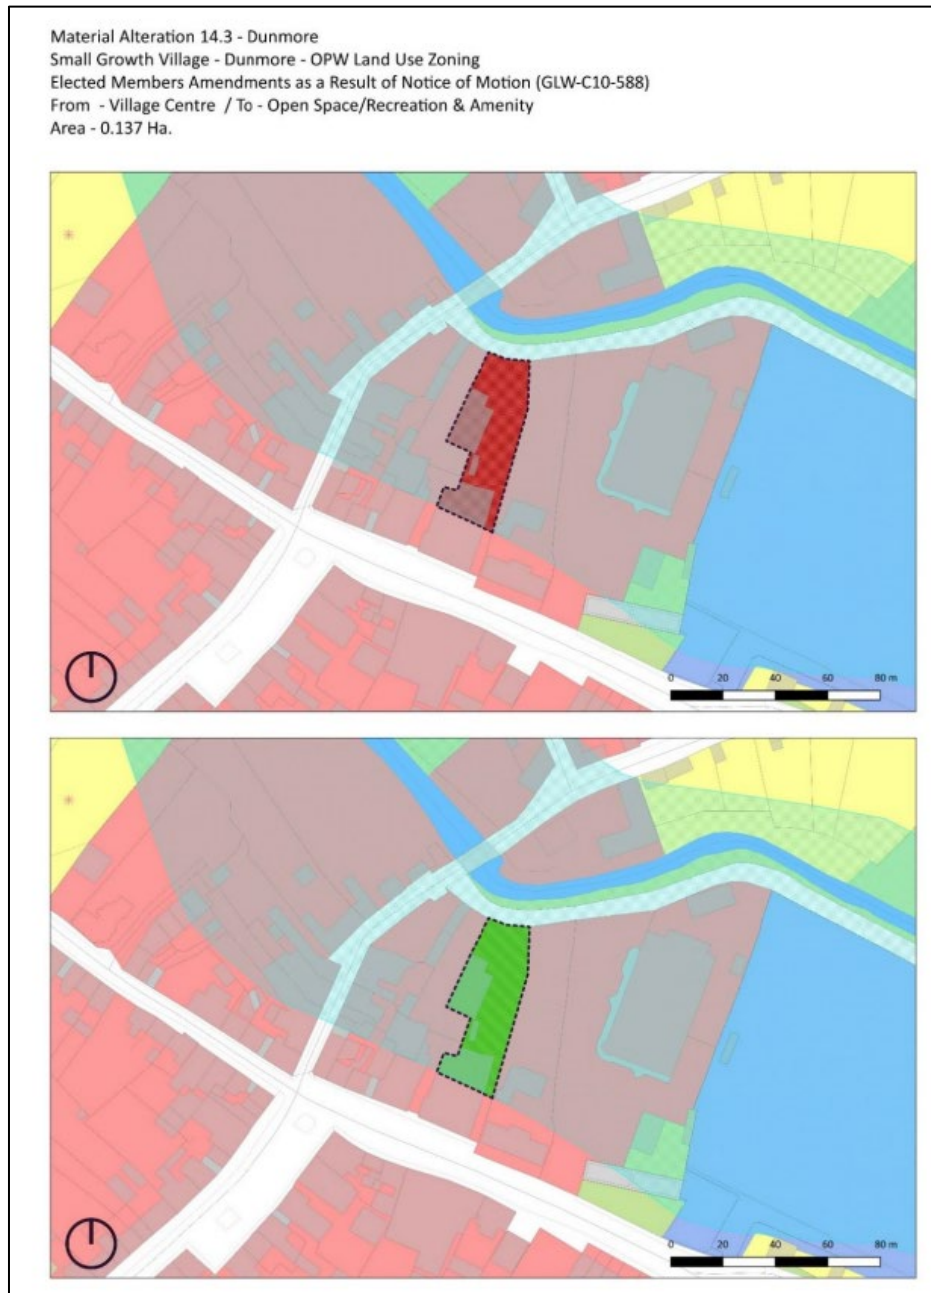 Material Alteration 14.3 - Dunmore
Small Growth Village - Dunmore - OPW Land Use Zoning
Elected Members Amendments as a Result of Notice of Motion (GLW-C10-588)
From - Village Centre / To - Open Space/Recreation & Amenity
Area - 0.137 Ha.
0 20 40 60 80 m
0 20 40 60 80 m